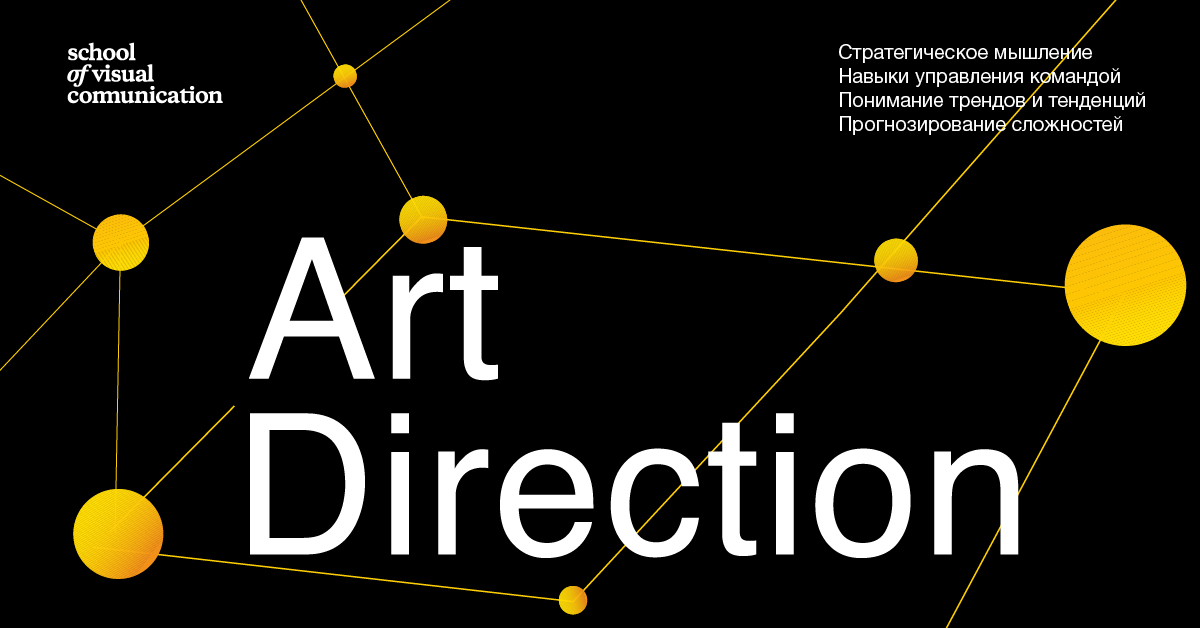 school
of visual
comunication
Стратегическое мышление
Навыки управления командой
Понимание трендов и тенденций
Прогнозирование сложностей
Art
Direction